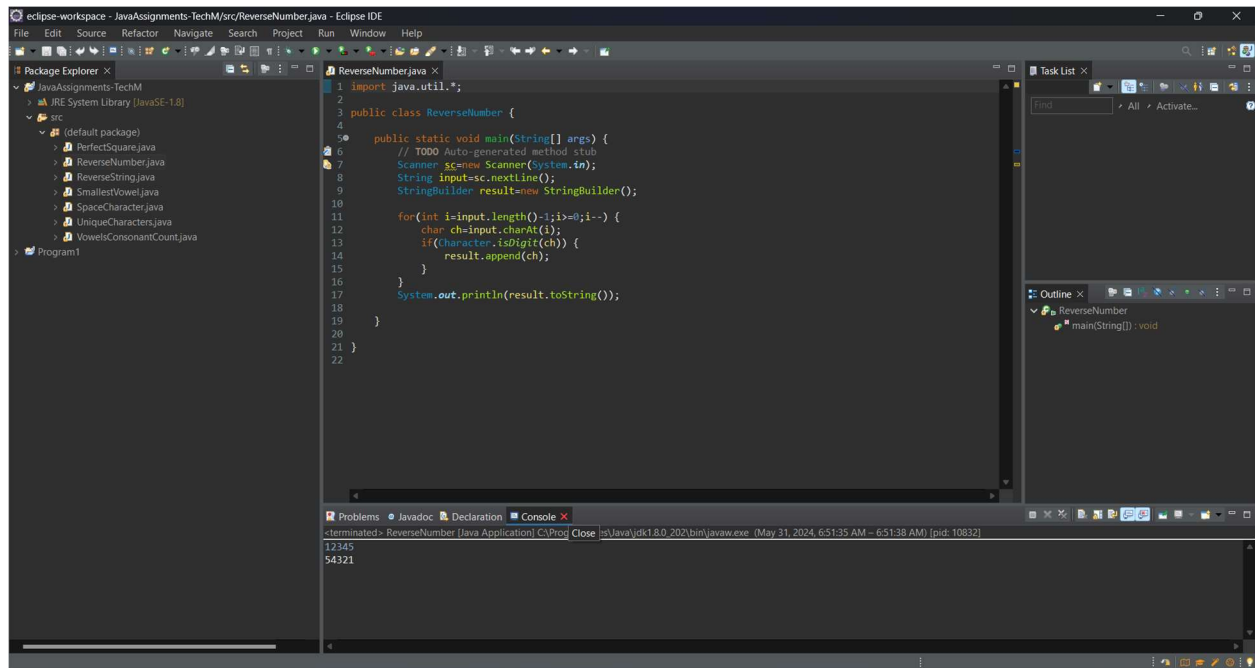 eclipse-workspace - JavaAssignments-TechM/src/ReverseNumber.java - Eclipse IDE
File Edit Source Refactor Navigate Search Project Run Window Help
Package Explorer
JavaAssignments-TechM
JRE System Library [JavaSE-1.8]
src
(default package)
PerfectSquare.java
ReverseNumber.java
ReverseString.java
SmallestVowel.java
SpaceCharacter.java
UniqueCharacters.java
VowelsConsonantCount.java
Program1
ReverseNumber.java
1 import java.util.*;
2
3 public class ReverseNumber {
4
5 public static void main(String[] args) {
6 // TODO Auto-generated method stub
7 Scanner sc=new Scanner(System.in);
8 String input=sc.nextLine();
9 StringBuilder result=new StringBuilder();
10
11 for(int i=input.length()-1;i>=0;i--) {
12 char ch=input.charAt(i);
13 if(Character.isDigit(ch)) {
14 result.append(ch);
15 }
16 }
17 System.out.println(result.toString());
18
19 }
20
21 }
22
Task List
Find All Activate...
Outline
ReverseNumber
main(String[]) : void
Problems Javadoc Declaration Console
<terminated> ReverseNumber [Java Application] C:\Prog Close es\Java\jdk1.8.0_202\bin\javaw.exe (May 31, 2024, 6:51:35 AM – 6:51:38 AM) [pid: 10832]
12345
54321